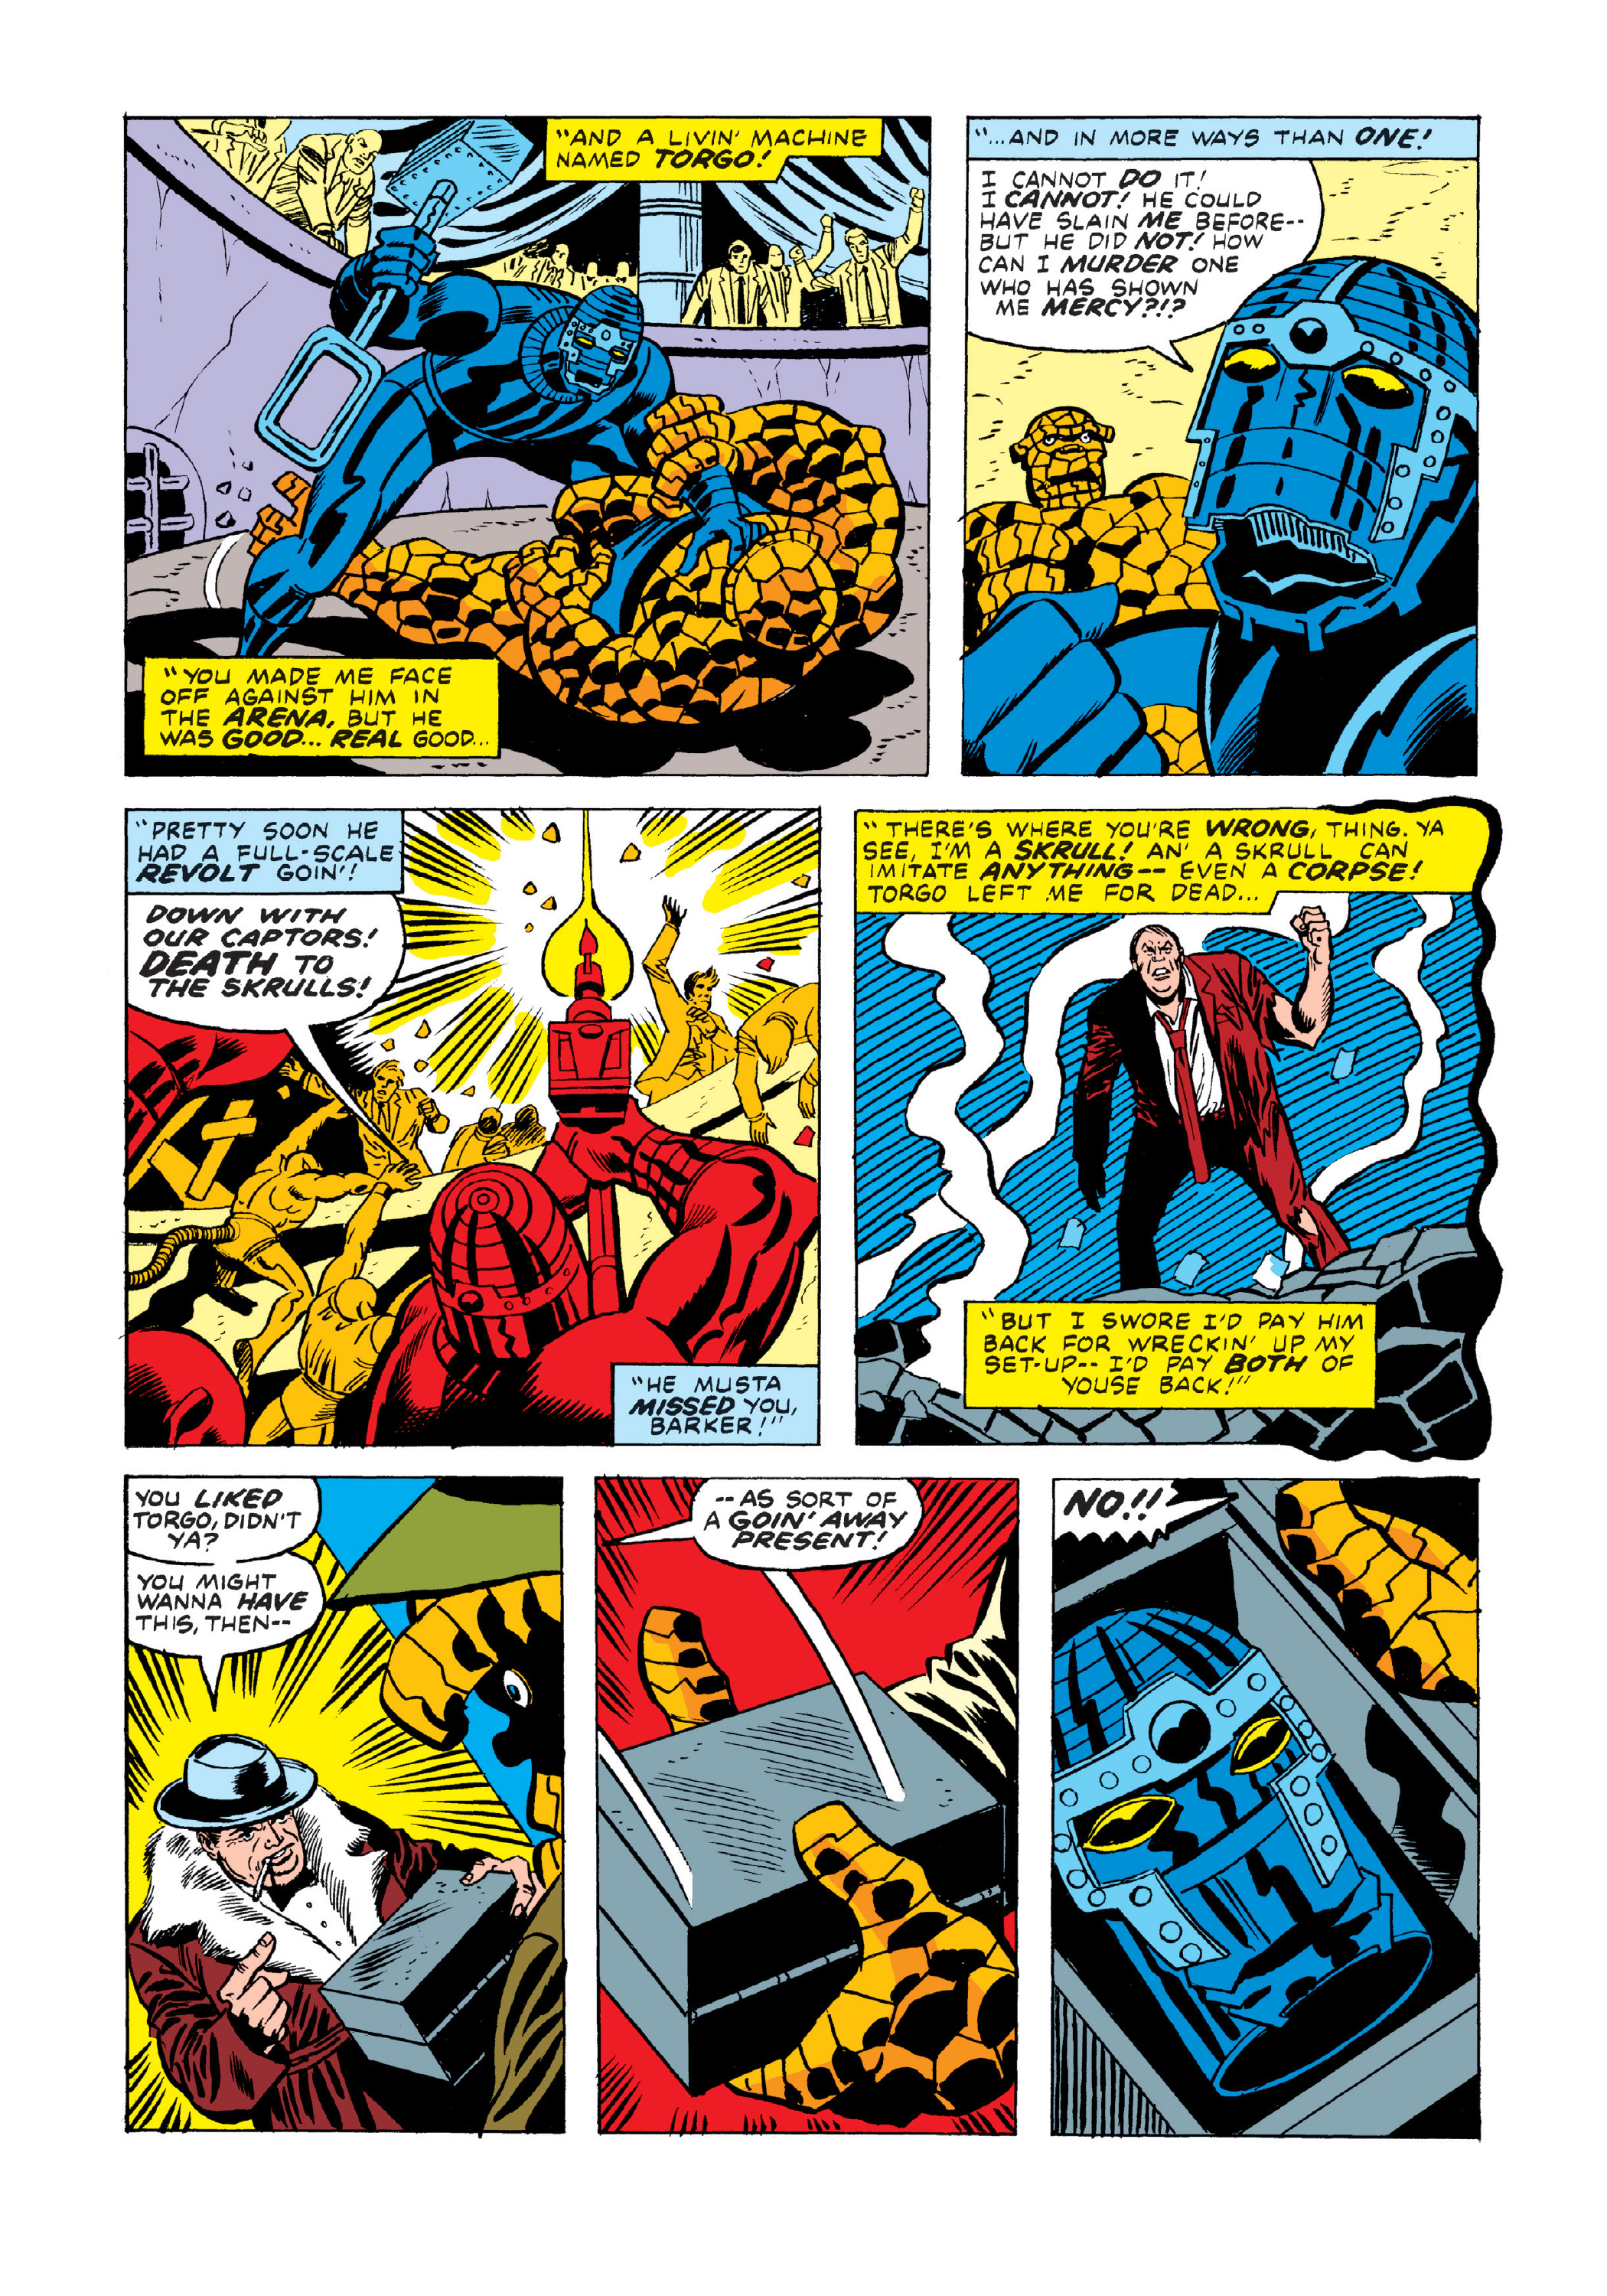 "AND A LIVIN' MACHINE
NAMED TORGO!
"YOU MADE ME FACE
OFF AGAINST HIM IN
THE ARENA, BUT HE
WAS GOOD... REAL GOOD...
"...AND IN MORE WAYS THAN ONE!
I CANNOT DO IT!
I CANNOT! HE COULD
HAVE SLAIN ME BEFORE--
BUT HE DID NOT! HOW
CAN I MURDER ONE
WHO HAS SHOWN
ME MERCY?!?
"PRETTY SOON HE
HAD A FULL-SCALE
REVOLT GOIN'!
DOWN WITH
OUR CAPTORS!
DEATH TO
THE SKRULLS!
"HE MUSTA
MISSED YOU,
BARKER!"
"THERE'S WHERE YOU'RE WRONG, THING. YA
SEE, I'M A SKRULL! AN' A SKRULL CAN
IMITATE ANYTHING-- EVEN A CORPSE!
TORGO LEFT ME FOR DEAD...
"BUT I SWORE I'D PAY HIM
BACK FOR WRECKIN' UP MY
SET-UP-- I'D PAY BOTH OF
YOUSE BACK!"
YOU LIKED
TORGO, DIDN'T
YA?
YOU MIGHT
WANNA HAVE
THIS, THEN--
--AS SORT OF
A GOIN' AWAY
PRESENT!
NO!!